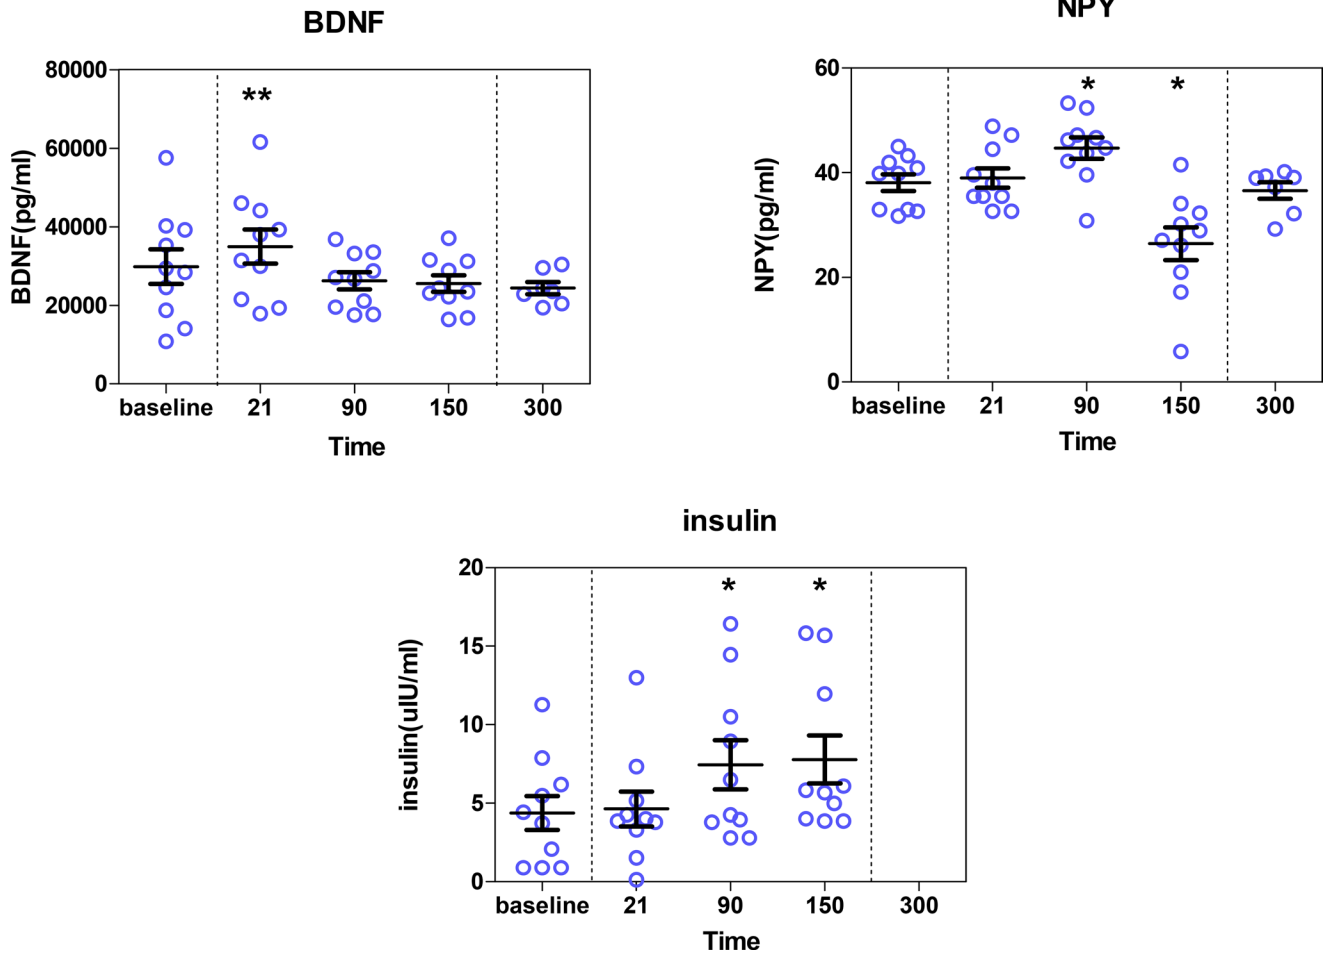 BDNF
NPY
80000
60000
40000
20000
0
BDNF(pg/ml)
**
baseline 21 90 150 300
Time
60
40
20
0
NPY(pg/ml)
* *
baseline 21 90 150 300
Time
insulin
20
15
10
5
0
insulin(uIU/ml)
* *
baseline 21 90 150 300
Time